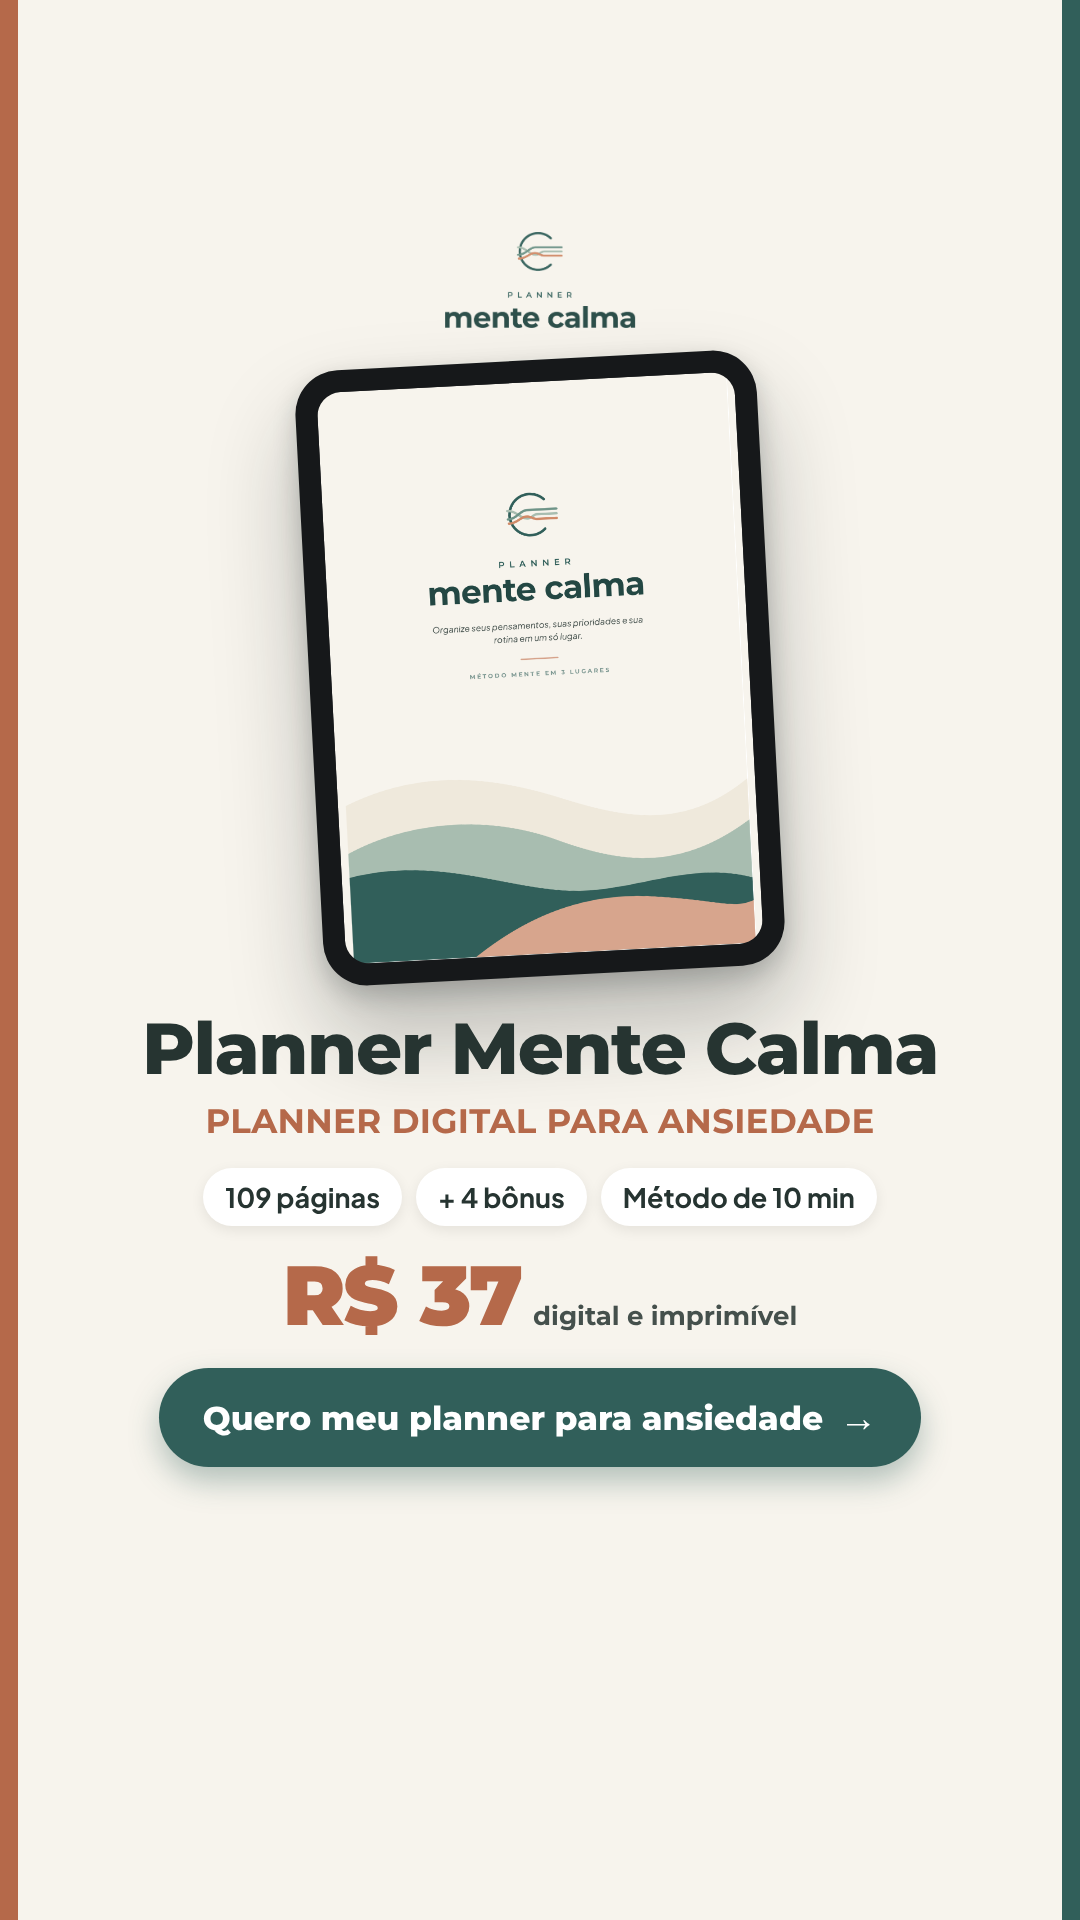 PLANNER
mente calma
PLANNER
mente calma
Organize seus pensamentos, suas prioridades e sua
rotina em um só lugar.
MÉTODO MENTE EM 3 LUGARES
Planner Mente Calma
PLANNER DIGITAL PARA ANSIEDADE
109 páginas + 4 bônus Método de 10 min
R$ 37 digital e imprimível
Quero meu planner para ansiedade →